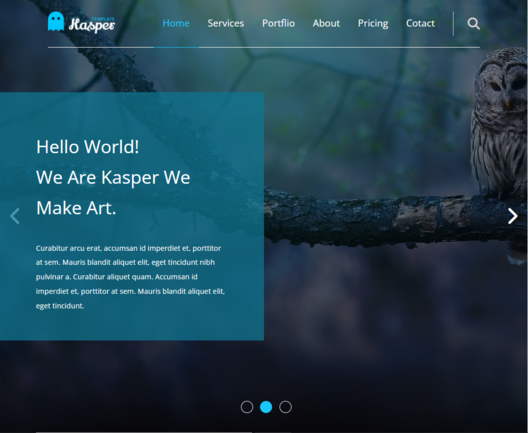 TEMPLATE
Kasper
Home Services Portflio About Pricing Cotact
Hello World!
We Are Kasper We
Make Art.
Curabitur arcu erat, accumsan id imperdiet et, porttitor
at sem. Mauris blandit aliquet elit, eget tincidunt nibh
pulvinar a. Curabitur aliquet quam. Accumsan id
imperdiet et, porttitor at sem. Mauris blandit aliquet elit,
eget tincidunt.